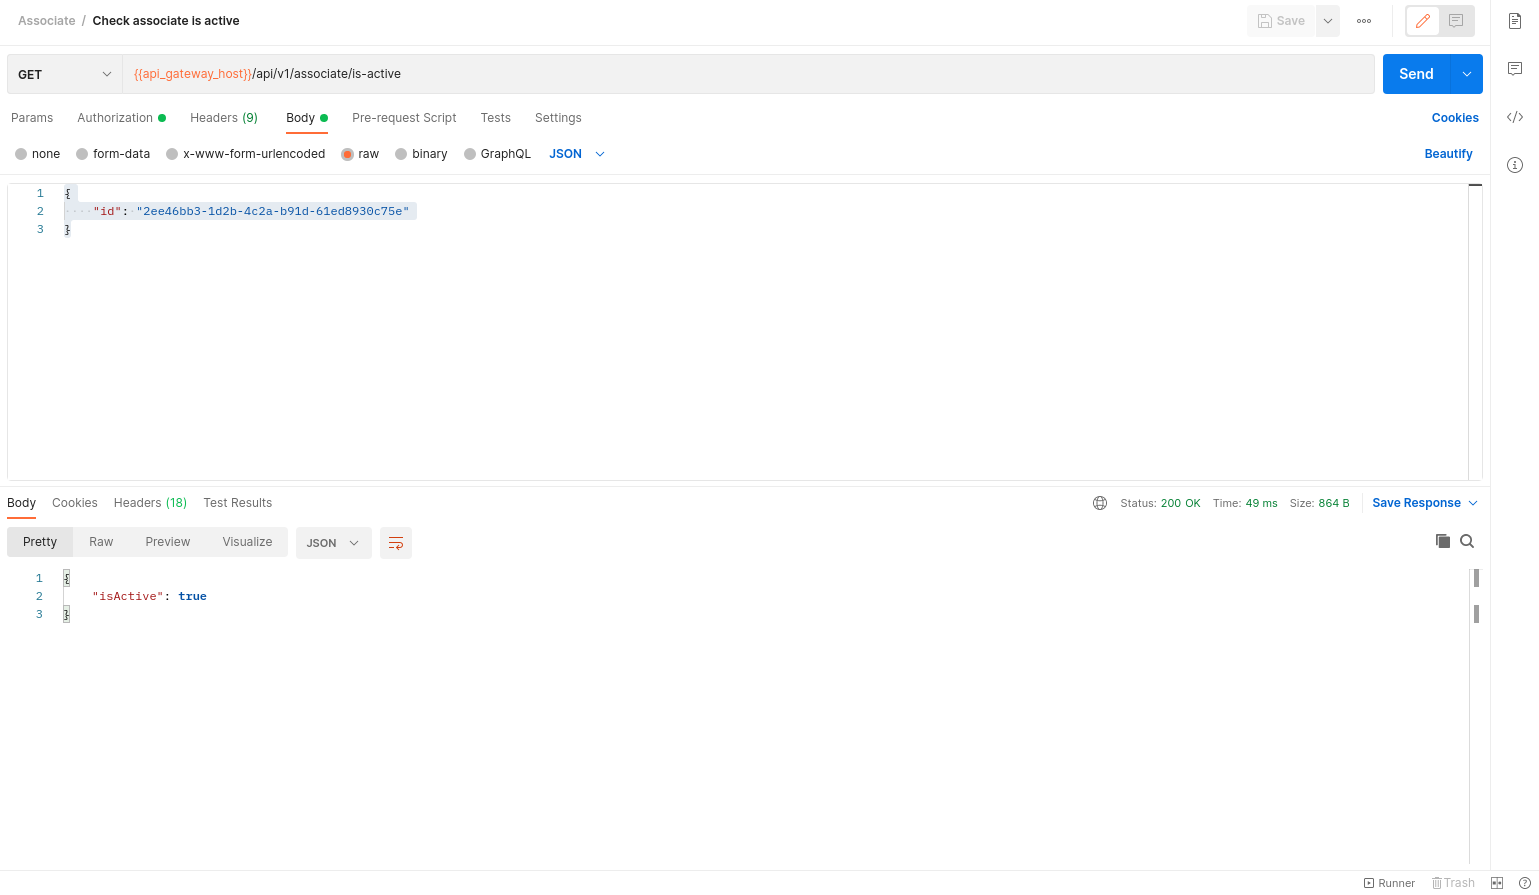 Associate / Check associate is active
Save
GET
{{api_gateway_host}}/api/v1/associate/is-active
Send
Params Authorization Headers (9) Body Pre-request Script Tests Settings Cookies
none form-data x-www-form-urlencoded raw binary GraphQL JSON Beautify
1 {
2 ····"id":·"2ee46bb3-1d2b-4c2a-b91d-61ed8930c75e"
3 }
Body Cookies Headers (18) Test Results Status: 200 OK Time: 49 ms Size: 864 B Save Response
Pretty Raw Preview Visualize JSON
1 {
2 "isActive": true
3 }
Runner Trash